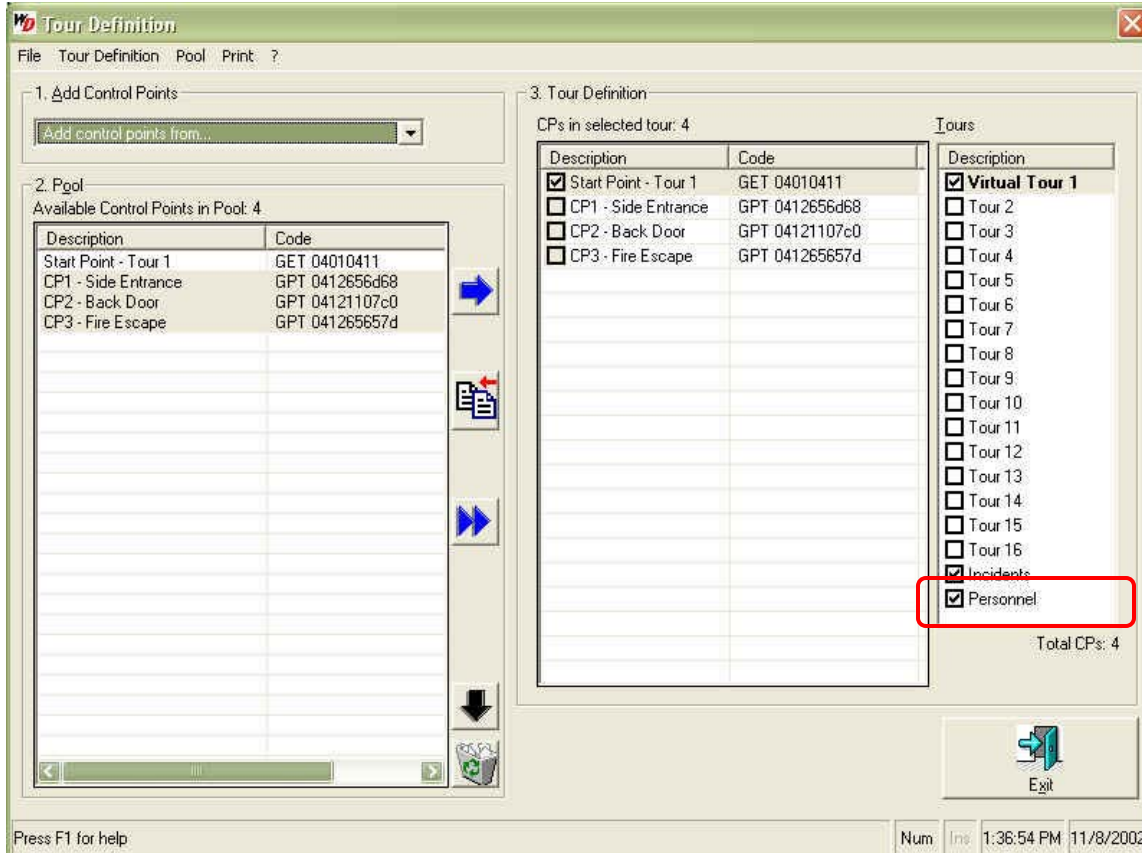 WD Tour Definition
File Tour Definition Pool Print ?
1. Add Control Points
Add control points from...
2. Pool
Available Control Points in Pool: 4
Description Code
Start Point - Tour 1 GET 04010411
CP1 - Side Entrance GPT 0412656d68
CP2 - Back Door GPT 04121107c0
CP3 - Fire Escape GPT 041265657d
3. Tour Definition
CPs in selected tour: 4
Description Code
Start Point - Tour 1 GET 04010411
CP1 - Side Entrance GPT 0412656d68
CP2 - Back Door GPT 04121107c0
CP3 - Fire Escape GPT 041265657d
Tours
Description
Virtual Tour 1
Tour 2
Tour 3
Tour 4
Tour 5
Tour 6
Tour 7
Tour 8
Tour 9
Tour 10
Tour 11
Tour 12
Tour 13
Tour 14
Tour 15
Tour 16
Incidents
Personnel
Total CPs: 4
Exit
Press F1 for help Num Ins 1:36:54 PM 11/8/2002